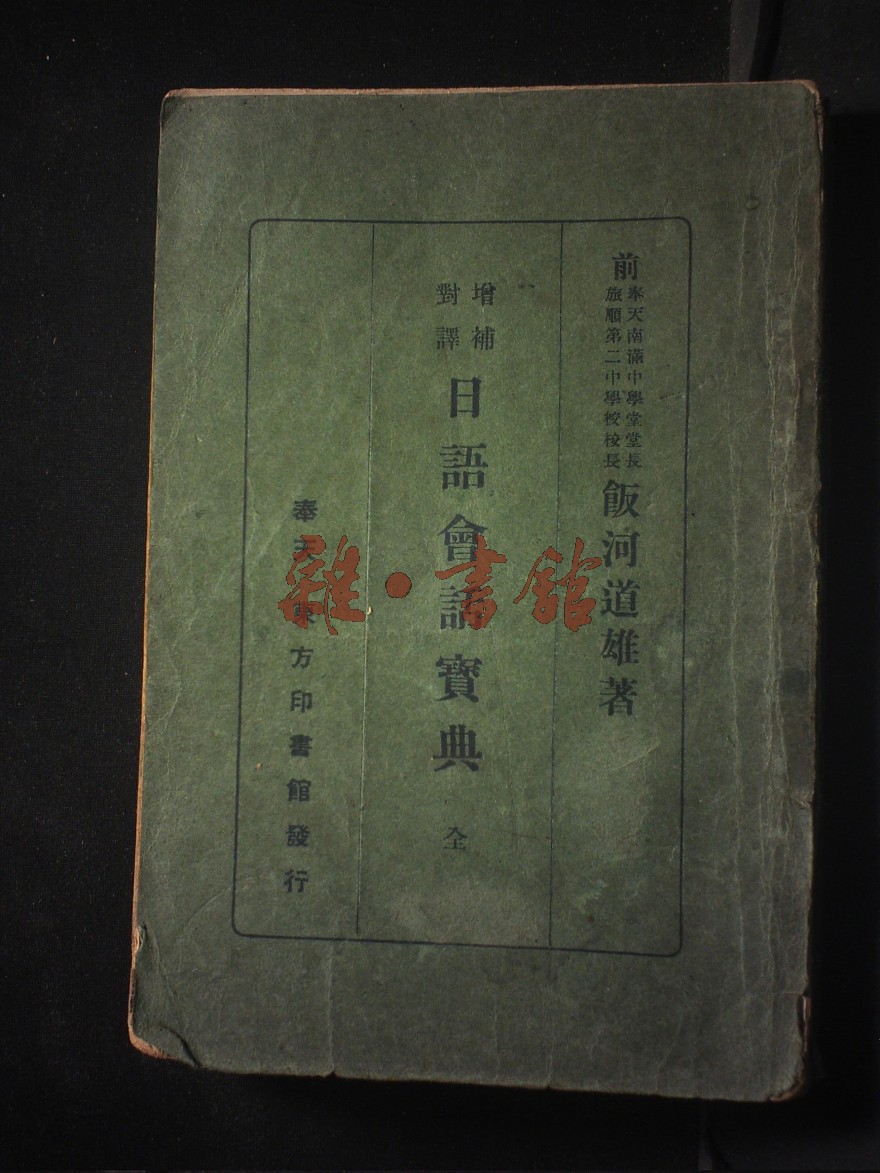 前
奉天南滿中學堂堂長
旅順第二中學校校長
飯河道雄著
增補
對譯
日語會話寶典 全
奉天東方印書館發行
雜·書館